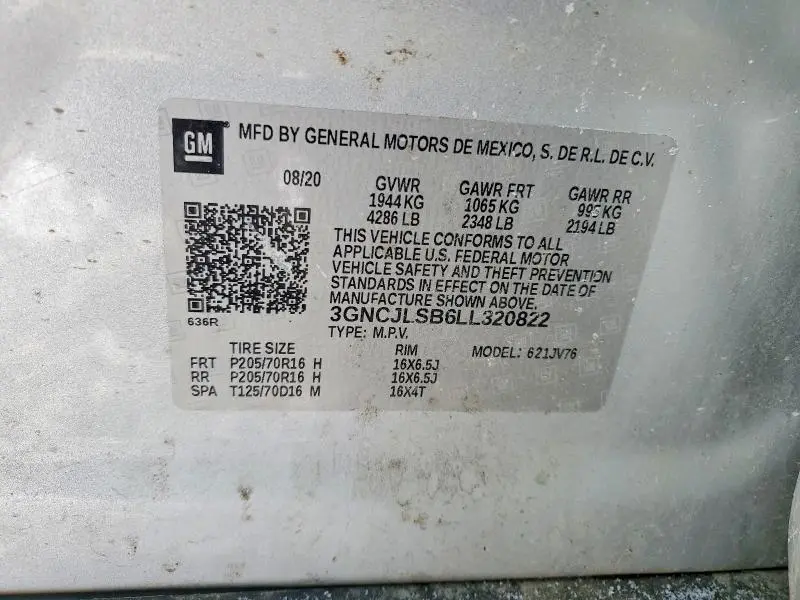 GM MFD BY GENERAL MOTORS DE MEXICO, S. DE R.L. DE C.V.
08/20 GVWR GAWR FRT GAWR RR
1944 KG 1065 KG 995 KG
4286 LB 2348 LB 2194 LB
THIS VEHICLE CONFORMS TO ALL
APPLICABLE U.S. FEDERAL MOTOR
VEHICLE SAFETY AND THEFT PREVENTION
STANDARDS IN EFFECT ON THE DATE OF
MANUFACTURE SHOWN ABOVE.
3GNCJLSB6LL320822
636R
TYPE: M.P.V.
TIRE SIZE RIM MODEL: 621JV76
FRT P205/70R16 H 16X6.5J
RR P205/70R16 H 16X6.5J
SPA T125/70D16 M 16X4T